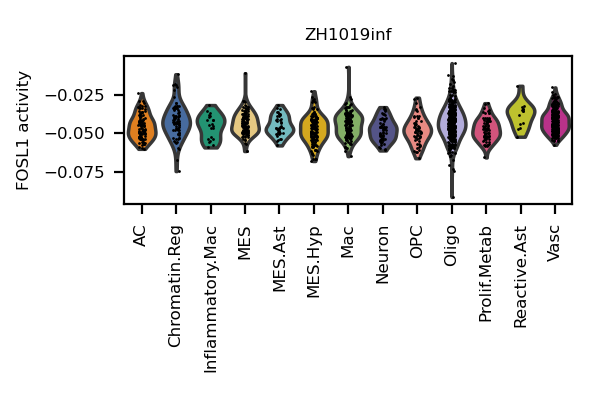 ZH1019inf
FOSL1 activity
−0.025
−0.050
−0.075
AC
Chromatin.Reg
Inflammatory.Mac
MES
MES.Ast
MES.Hyp
Mac
Neuron
OPC
Oligo
Prolif.Metab
Reactive.Ast
Vasc